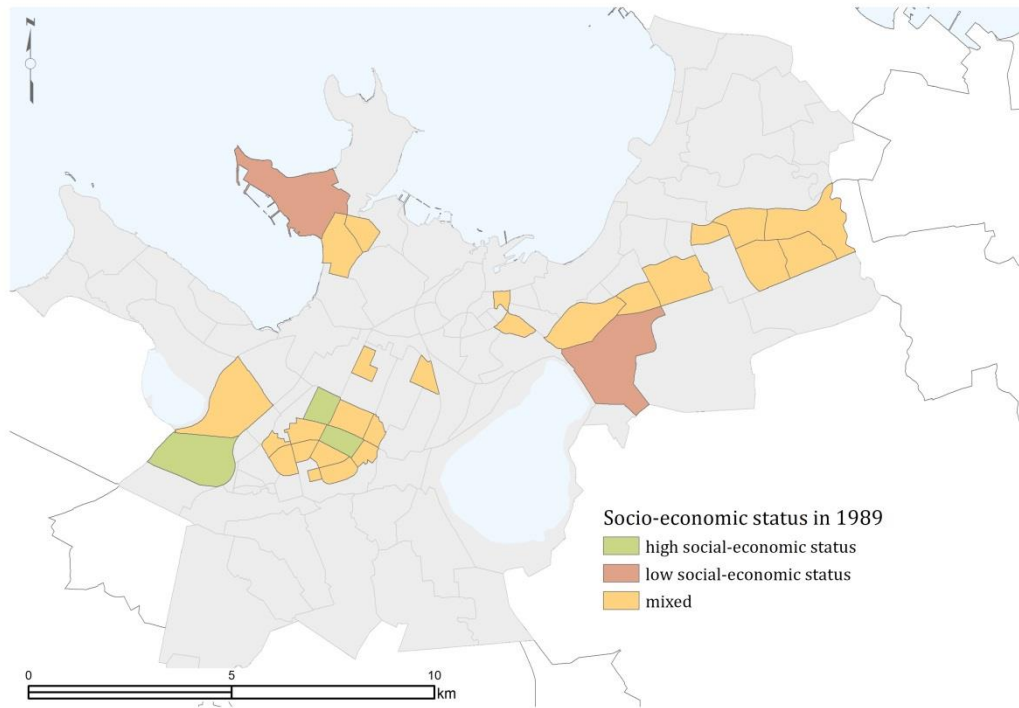 N
Socio-economic status in 1989
high social-economic status
low social-economic status
mixed
0 5 10
km